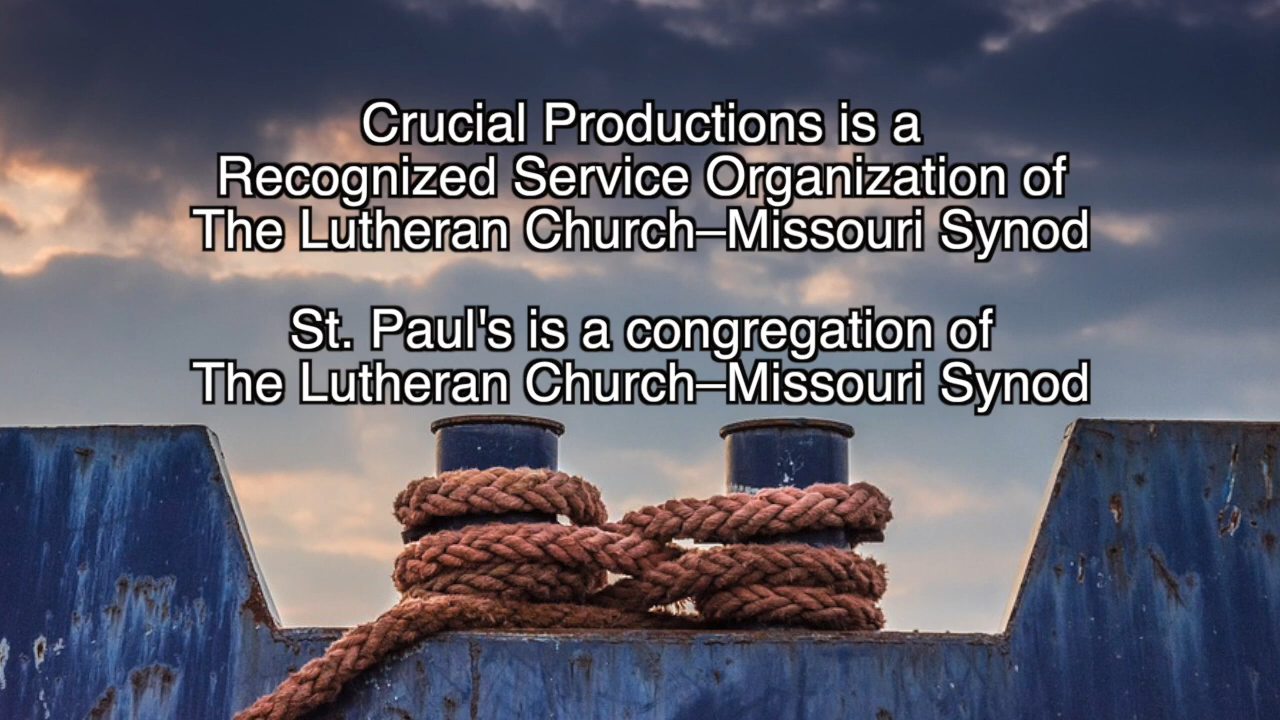 Crucial Productions is a
Recognized Service Organization of
The Lutheran Church–Missouri Synod
St. Paul's is a congregation of
The Lutheran Church–Missouri Synod